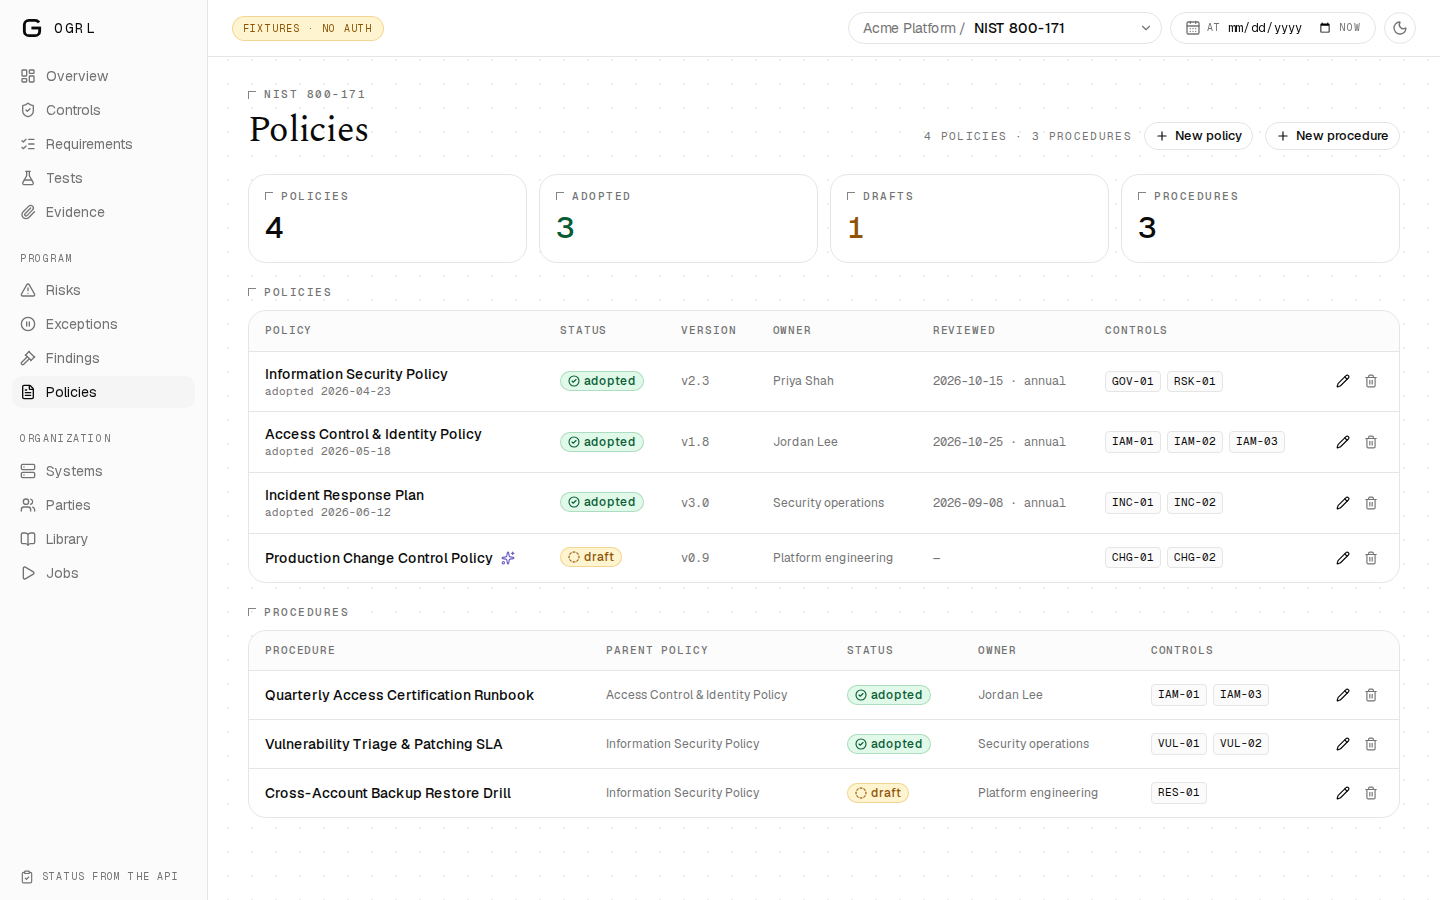 OGRL
FIXTURES · NO AUTH
Acme Platform / NIST 800-171
AT mm/dd/yyyy NOW
Overview
Controls
Requirements
Tests
Evidence
PROGRAM
Risks
Exceptions
Findings
Policies
ORGANIZATION
Systems
Parties
Library
Jobs
STATUS FROM THE API
NIST 800-171
Policies
4 POLICIES · 3 PROCEDURES
New policy
New procedure
POLICIES
4
ADOPTED
3
DRAFTS
1
PROCEDURES
3
POLICIES
POLICY STATUS VERSION OWNER REVIEWED CONTROLS
Information Security Policy adopted v2.3 Priya Shah 2026-10-15 · annual GOV-01 RSK-01
adopted 2026-04-23
Access Control & Identity Policy adopted v1.8 Jordan Lee 2026-10-25 · annual IAM-01 IAM-02 IAM-03
adopted 2026-05-18
Incident Response Plan adopted v3.0 Security operations 2026-09-08 · annual INC-01 INC-02
adopted 2026-06-12
Production Change Control Policy draft v0.9 Platform engineering – CHG-01 CHG-02
PROCEDURES
PROCEDURE PARENT POLICY STATUS OWNER CONTROLS
Quarterly Access Certification Runbook Access Control & Identity Policy adopted Jordan Lee IAM-01 IAM-03
Vulnerability Triage & Patching SLA Information Security Policy adopted Security operations VUL-01 VUL-02
Cross-Account Backup Restore Drill Information Security Policy draft Platform engineering RES-01